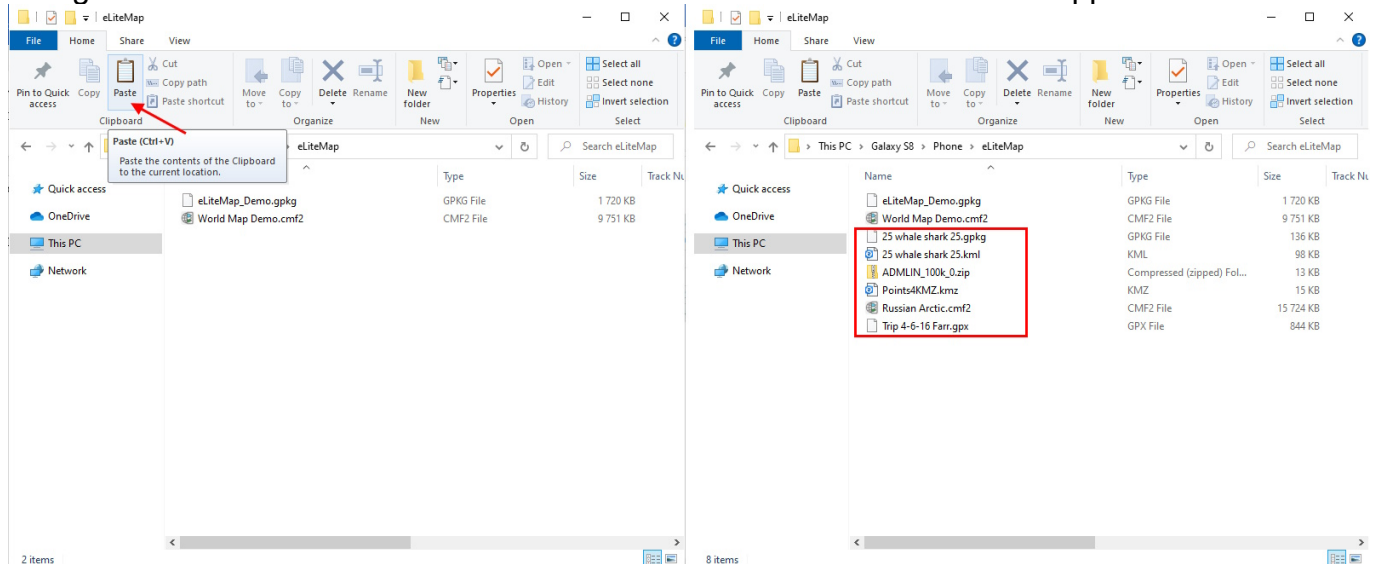 eLiteMap
File Home Share View
Pin to Quick access
Copy
Paste
Cut
Copy path
Paste shortcut
Clipboard
Move to
Copy to
Delete
Rename
Organize
New folder
New
Properties
Open
Edit
History
Open
Select all
Select none
Invert selection
Select
Paste (Ctrl+V)
Paste the contents of the Clipboard
to the current location.
eLiteMap
Search eLiteMap
Type Size Track Nu
Quick access
OneDrive
This PC
Network
eLiteMap_Demo.gpkg GPKG File 1 720 KB
World Map Demo.cmf2 CMF2 File 9 751 KB
2 items
eLiteMap
File Home Share View
Pin to Quick access
Copy
Paste
Cut
Copy path
Paste shortcut
Clipboard
Move to
Copy to
Delete
Rename
Organize
New folder
New
Properties
Open
Edit
History
Open
Select all
Select none
Invert selection
Select
This PC > Galaxy S8 > Phone > eLiteMap
Search eLiteMap
Name Type Size Track Nu
Quick access
OneDrive
This PC
Network
eLiteMap_Demo.gpkg GPKG File 1 720 KB
World Map Demo.cmf2 CMF2 File 9 751 KB
25 whale shark 25.gpkg GPKG File 136 KB
25 whale shark 25.kml KML 98 KB
ADMLIN_100k_0.zip Compressed (zipped) Fol... 13 KB
Points4KMZ.kmz KMZ 15 KB
Russian Arctic.cmf2 CMF2 File 15 724 KB
Trip 4-6-16 Farr.gpx GPX File 844 KB
8 items